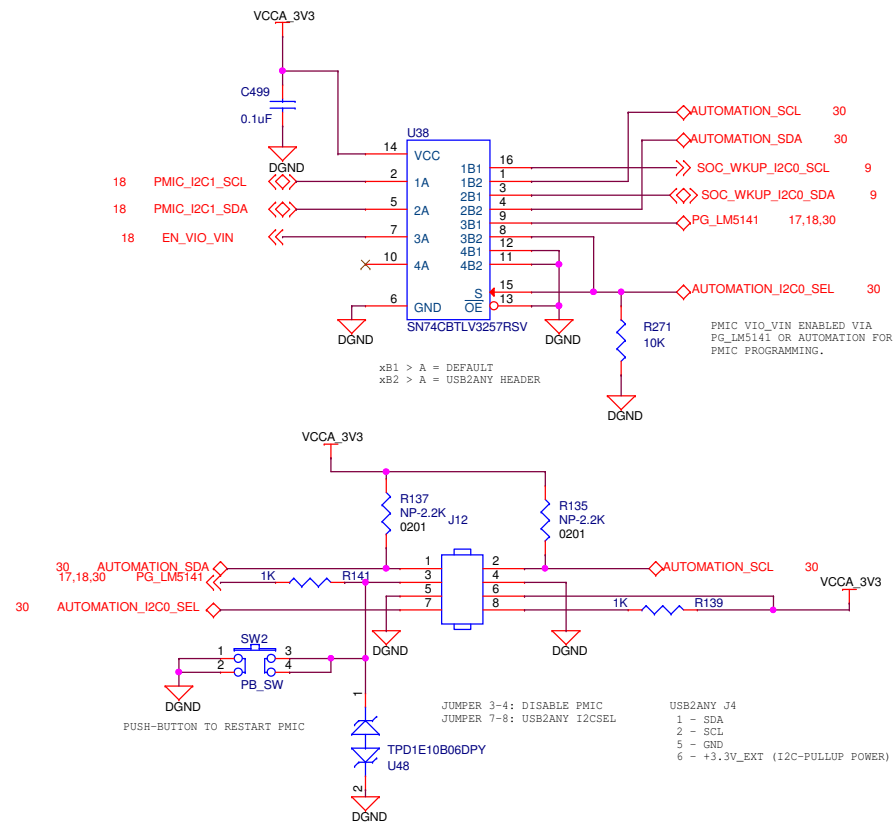 VCCA_3V3
C499
0.1uF
DGND
U38
14 VCC
18 PMIC_I2C1_SCL 2 1A
18 PMIC_I2C1_SDA 5 2A
18 EN_VIO_VIN 7 3A
10 4A
6 GND
DGND
1B1 16
1B2 1
2B1 3
2B2 4
3B1 9
3B2 8
4B1 12
4B2 11
S 15
OE 13
SN74CBTLV3257RSV
AUTOMATION_SCL 30
AUTOMATION_SDA 30
SOC_WKUP_I2C0_SCL 9
SOC_WKUP_I2C0_SDA 9
PG_LM5141 17,18,30
AUTOMATION_I2C0_SEL 30
DGND
R271
10K
DGND
PMIC VIO_VIN ENABLED VIA
PG_LM5141 OR AUTOMATION FOR
PMIC PROGRAMMING.
xB1 > A = DEFAULT
xB2 > A = USB2ANY HEADER
VCCA_3V3
R137
NP-2.2K
0201
J12
R135
NP-2.2K
0201
30 AUTOMATION_SDA 1
17,18,30 PG_LM5141 1K R141 3
5
30 AUTOMATION_I2C0_SEL 7
2 AUTOMATION_SCL 30
4
6
8 1K R139
VCCA_3V3
DGND
DGND
SW2
1 3
2 4
PB_SW
DGND
PUSH-BUTTON TO RESTART PMIC
1
TPD1E10B06DPY
U48
2
DGND
JUMPER 3-4: DISABLE PMIC
JUMPER 7-8: USB2ANY I2CSEL
USB2ANY J4
1 - SDA
2 - SCL
5 - GND
6 - +3.3V_EXT (I2C-PULLUP POWER)